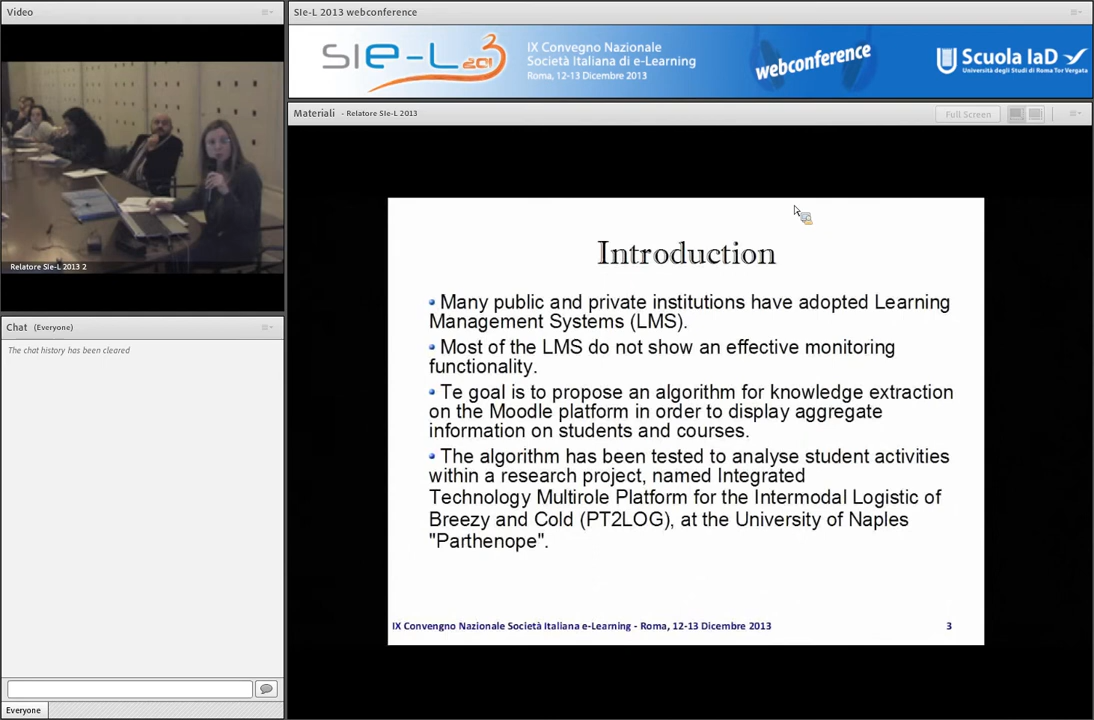 Video
SIe-L 2013 webconference
SIe-L 2013
IX Convegno Nazionale
Società Italiana di e-Learning
Roma, 12-13 Dicembre 2013
webconference
Scuola IaD
Università degli Studi di Roma Tor Vergata
Materiali - Relatore SIe-L 2013
Full Screen
Relatore SIe-L 2013 2
Chat (Everyone)
The chat history has been cleared
Everyone
Introduction
• Many public and private institutions have adopted Learning
Management Systems (LMS).
• Most of the LMS do not show an effective monitoring
functionality.
• Te goal is to propose an algorithm for knowledge extraction
on the Moodle platform in order to display aggregate
information on students and courses.
• The algorithm has been tested to analyse student activities
within a research project, named Integrated
Technology Multirole Platform for the Intermodal Logistic of
Breezy and Cold (PT2LOG), at the University of Naples
"Parthenope".
IX Convengno Nazionale Società Italiana e-Learning - Roma, 12-13 Dicembre 2013
3